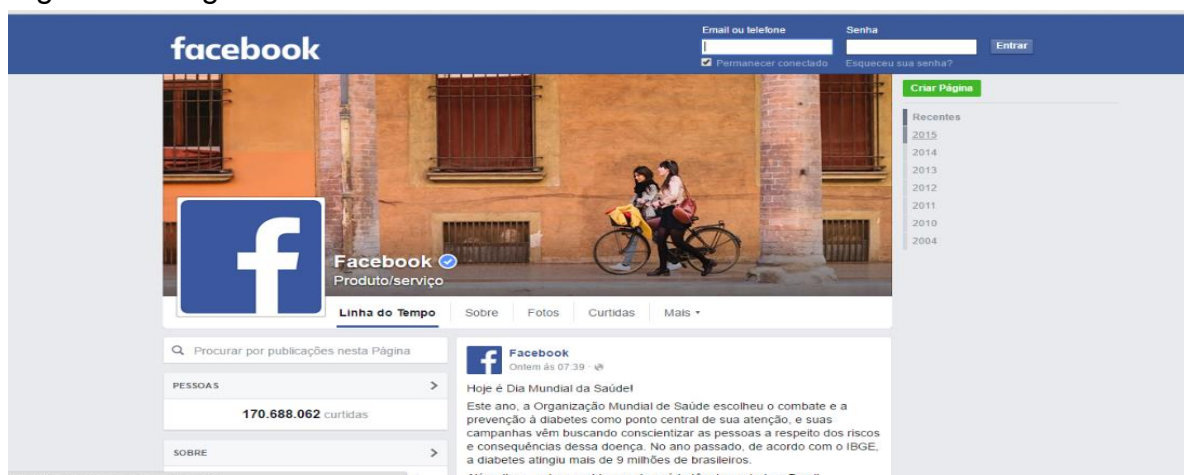 facebook
Email ou telefone
Senha
Entrar
Permanecer conectado
Esqueceu sua senha?
Criar Página
Recentes
2015
2014
2013
2012
2011
2010
2004
Facebook
Produto/serviço
Linha do Tempo Sobre Fotos Curtidas Mais
Procurar por publicações nesta Página
PESSOAS
170.688.062 curtidas
SOBRE
Facebook
Ontem às 07:39
Hoje é Dia Mundial da Saúde!
Este ano, a Organização Mundial de Saúde escolheu o combate e a
prevenção à diabetes como ponto central de sua atenção, e suas
campanhas vêm buscando conscientizar as pessoas a respeito dos riscos
e consequências dessa doença. No ano passado, de acordo com o IBGE,
a diabetes atingiu mais de 9 milhões de brasileiros.